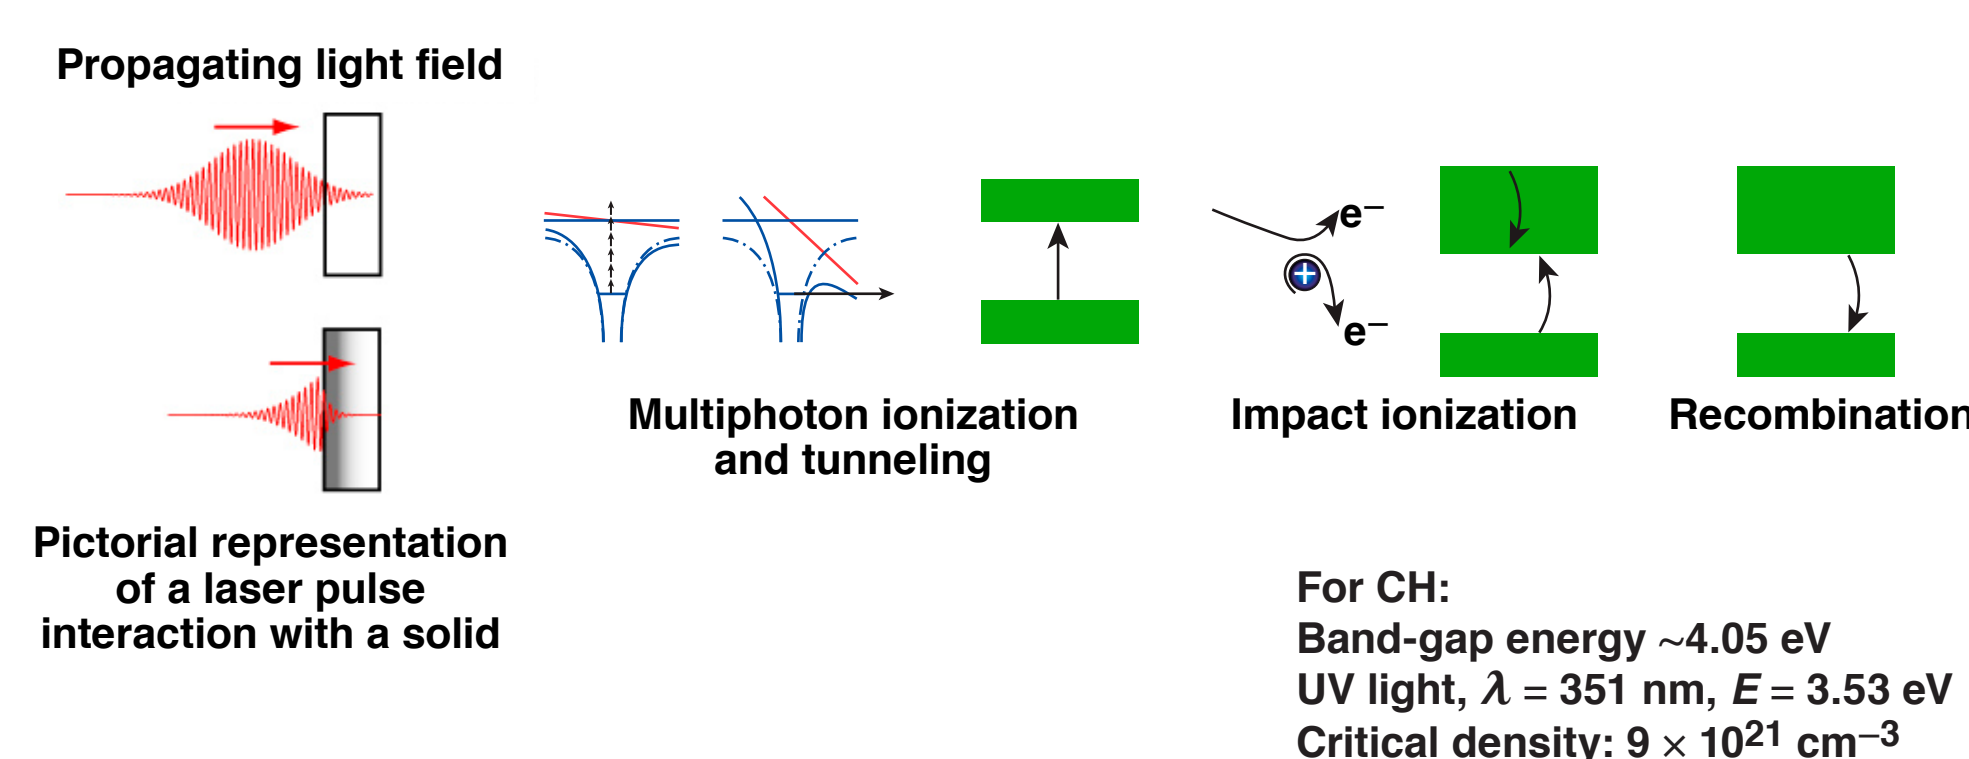 Propagating light field
Pictorial representation
of a laser pulse
interaction with a solid
Multiphoton ionization
and tunneling
e–
+
e–
Impact ionization
Recombination
For CH:
Band-gap energy ~4.05 eV
UV light, λ = 351 nm, E = 3.53 eV
Critical density: 9 × 10²¹ cm⁻³